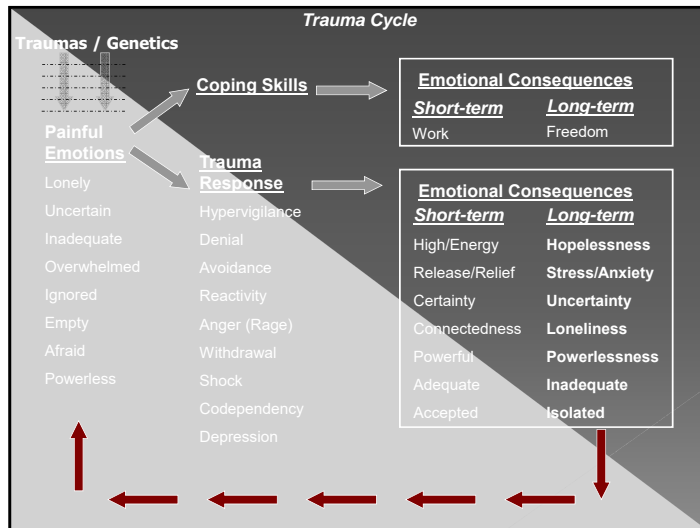 Trauma Cycle
Traumas / Genetics
Coping Skills
Emotional Consequences
Short-term Long-term
Work Freedom
Painful
Emotions
Lonely
Uncertain
Inadequate
Overwhelmed
Ignored
Empty
Afraid
Powerless
Trauma
Response
Hypervigilance
Denial
Avoidance
Reactivity
Anger (Rage)
Withdrawal
Shock
Codependency
Depression
Emotional Consequences
Short-term Long-term
High/Energy Hopelessness
Release/Relief Stress/Anxiety
Certainty Uncertainty
Connectedness Loneliness
Powerful Powerlessness
Adequate Inadequate
Accepted Isolated